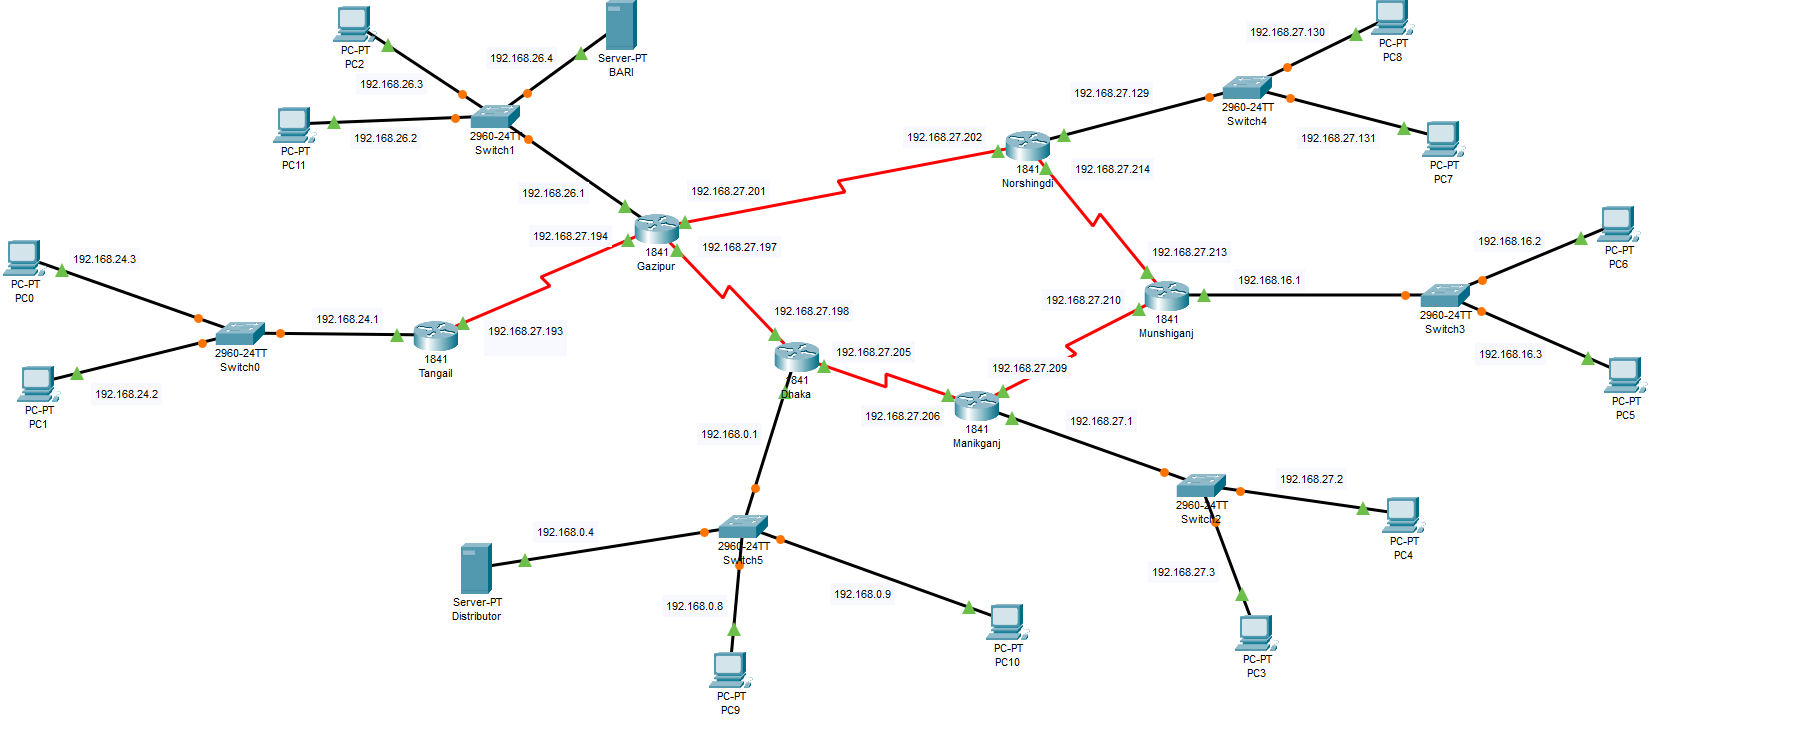 PC-PT
PC2
192.168.26.3
192.168.26.4
Server-PT
BARI
PC-PT
PC11
192.168.26.2
2960-24TT
Switch1
192.168.26.1
192.168.27.194
192.168.27.201
192.168.27.197
1841
Gazipur
PC-PT
PC0
192.168.24.3
PC-PT
PC1
192.168.24.2
2960-24TT
Switch0
192.168.24.1
1841
Tangail
192.168.27.193
192.168.27.198
1841
Dhaka
192.168.27.205
192.168.27.206
192.168.0.1
192.168.0.4
Server-PT
Distributor
2960-24TT
Switch5
192.168.0.8
PC-PT
PC9
192.168.0.9
PC-PT
PC10
192.168.27.202
1841
Norshingdi
192.168.27.129
192.168.27.214
192.168.27.130
PC-PT
PC8
2960-24TT
Switch4
192.168.27.131
PC-PT
PC7
192.168.27.213
192.168.27.210
1841
Munshiganj
192.168.16.1
192.168.16.2
PC-PT
PC6
2960-24TT
Switch3
192.168.16.3
PC-PT
PC5
192.168.27.209
1841
Manikganj
192.168.27.1
2960-24TT
Switch2
192.168.27.2
PC-PT
PC4
192.168.27.3
PC-PT
PC3